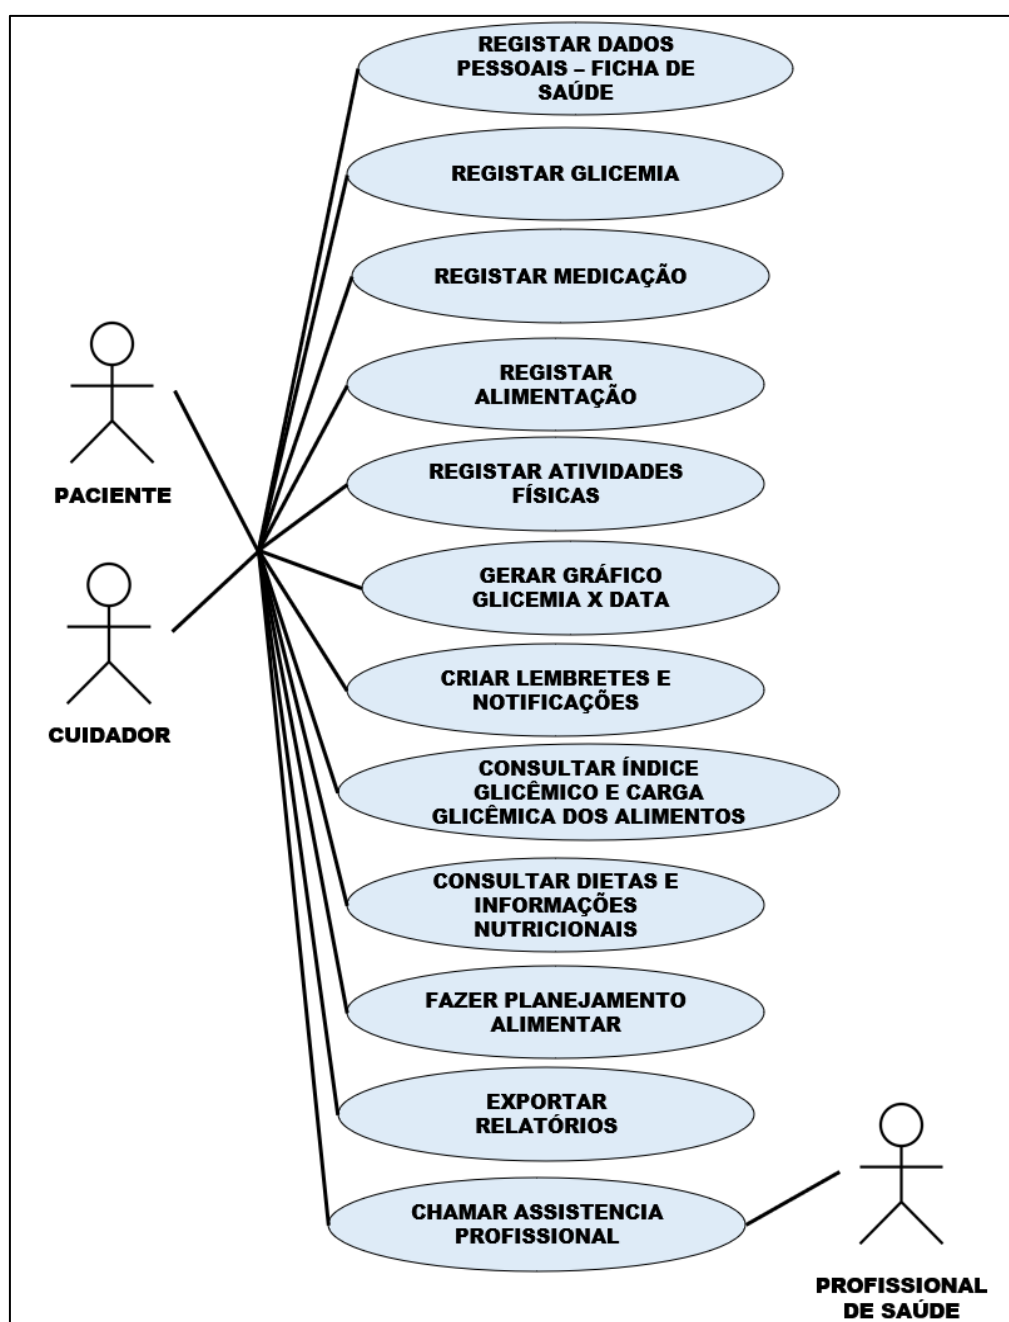 REGISTAR DADOS
PESSOAIS – FICHA DE
SAÚDE
REGISTAR GLICEMIA
REGISTAR MEDICAÇÃO
REGISTAR
ALIMENTAÇÃO
PACIENTE
REGISTAR ATIVIDADES
FÍSICAS
GERAR GRÁFICO
GLICEMIA X DATA
CUIDADOR
CRIAR LEMBRETES E
NOTIFICAÇÕES
CONSULTAR ÍNDICE
GLICÊMICO E CARGA
GLICÊMICA DOS ALIMENTOS
CONSULTAR DIETAS E
INFORMAÇÕES
NUTRICIONAIS
FAZER PLANEJAMENTO
ALIMENTAR
EXPORTAR
RELATÓRIOS
CHAMAR ASSISTENCIA
PROFISSIONAL
PROFISSIONAL
DE SAÚDE